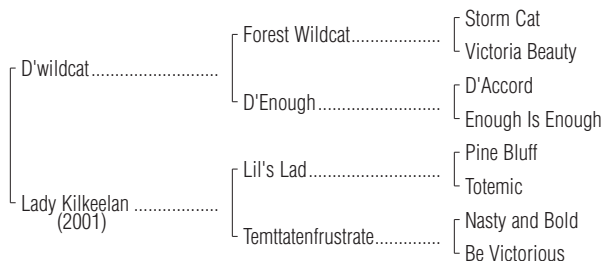 Storm Cat
Forest Wildcat....................
Victoria Beauty
D'wildcat............................
D'Accord
D'Enough...........................
Enough Is Enough
Pine Bluff
Lil's Lad.............................
Totemic
Lady Kilkeelan ..................
(2001)
Nasty and Bold
Temttatenfrustrate..............
Be Victorious